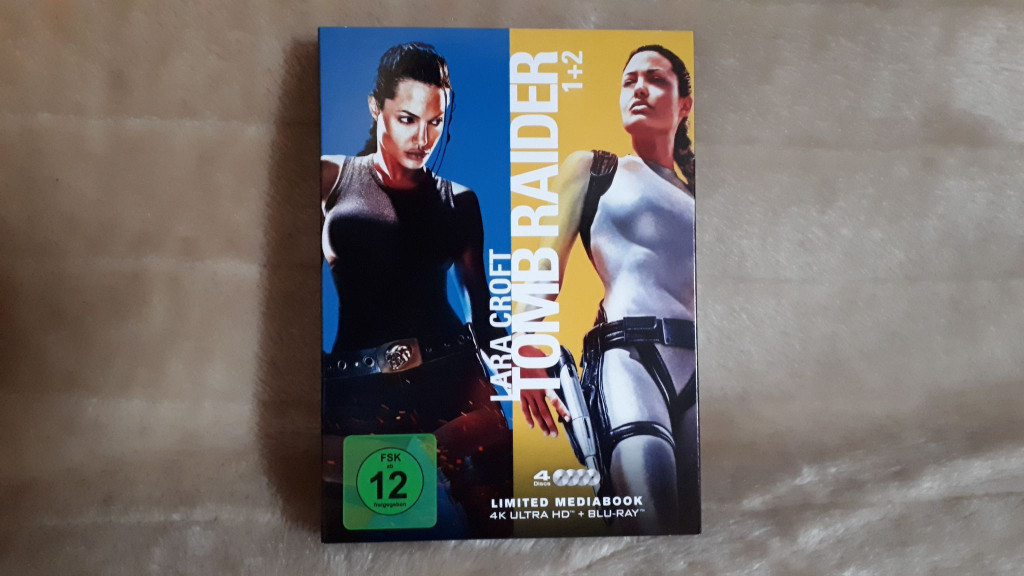 LARA CROFT
TOMB RAIDER
1+2
FSK
ab
12
freigegeben
4
Discs
LIMITED MEDIABOOK
4K ULTRA HD™ + BLU-RAY™